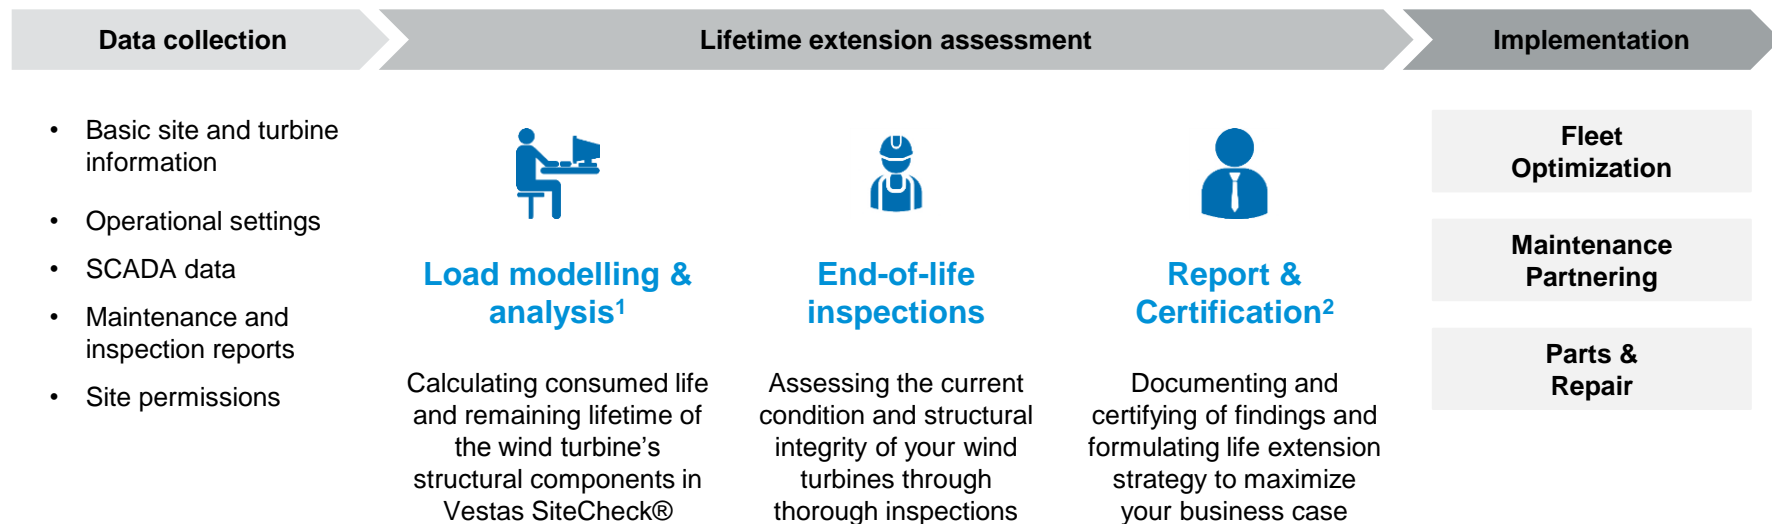 Data collection
Lifetime extension assessment
Implementation
• Basic site and turbine
information
• Operational settings
• SCADA data
• Maintenance and
inspection reports
• Site permissions
Load modelling &
analysis¹
Calculating consumed life
and remaining lifetime of
the wind turbine’s
structural components in
Vestas SiteCheck®
End-of-life
inspections
Assessing the current
condition and structural
integrity of your wind
turbines through
thorough inspections
Report &
Certification²
Documenting and
certifying of findings and
formulating life extension
strategy to maximize
your business case
Fleet
Optimization
Maintenance
Partnering
Parts &
Repair